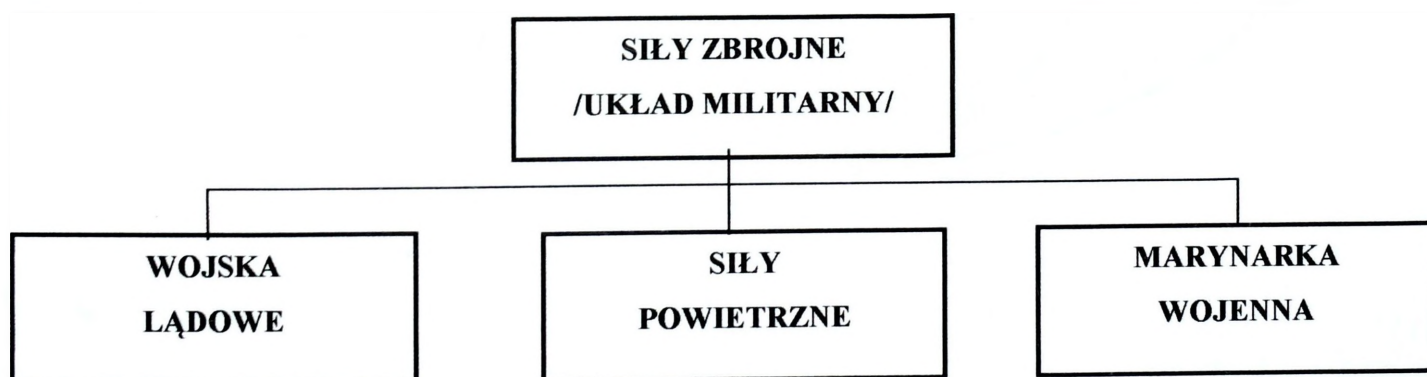 SIŁY ZBROJNE
/UKŁAD MILITARNY/
WOJSKA
LĄDOWE
SIŁY
POWIETRZNE
MARYNARKA
WOJENNA